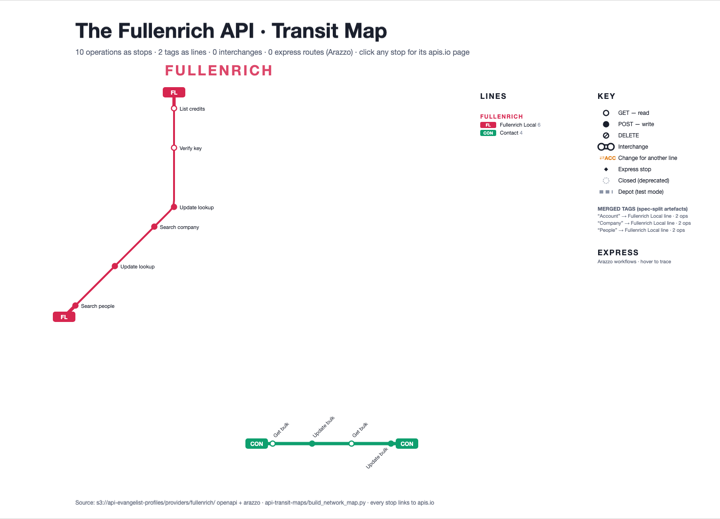 The Fullenrich API · Transit Map
10 operations as stops · 2 tags as lines · 0 interchanges · 0 express routes (Arazzo) · click any stop for its apis.io page
FULLENRICH
FL
List credits
Verify key
Update lookup
Search company
Update lookup
Search people
FL
CON
Get bulk
Update bulk
Get bulk
Update bulk
CON
LINES
FULLENRICH
FL Fullenrich Local 6
CON Contact 4
KEY
GET — read
POST — write
DELETE
Interchange
⇄ACC Change for another line
Express stop
Closed (deprecated)
Depot (test mode)
MERGED TAGS (spec-split artefacts)
"Account" → Fullenrich Local line · 2 ops
"Company" → Fullenrich Local line · 2 ops
"People" → Fullenrich Local line · 2 ops
EXPRESS
Arazzo workflows · hover to trace
Source: s3://api-evangelist-profiles/providers/fullenrich/ openapi + arazzo · api-transit-maps/build_network_map.py · every stop links to apis.io